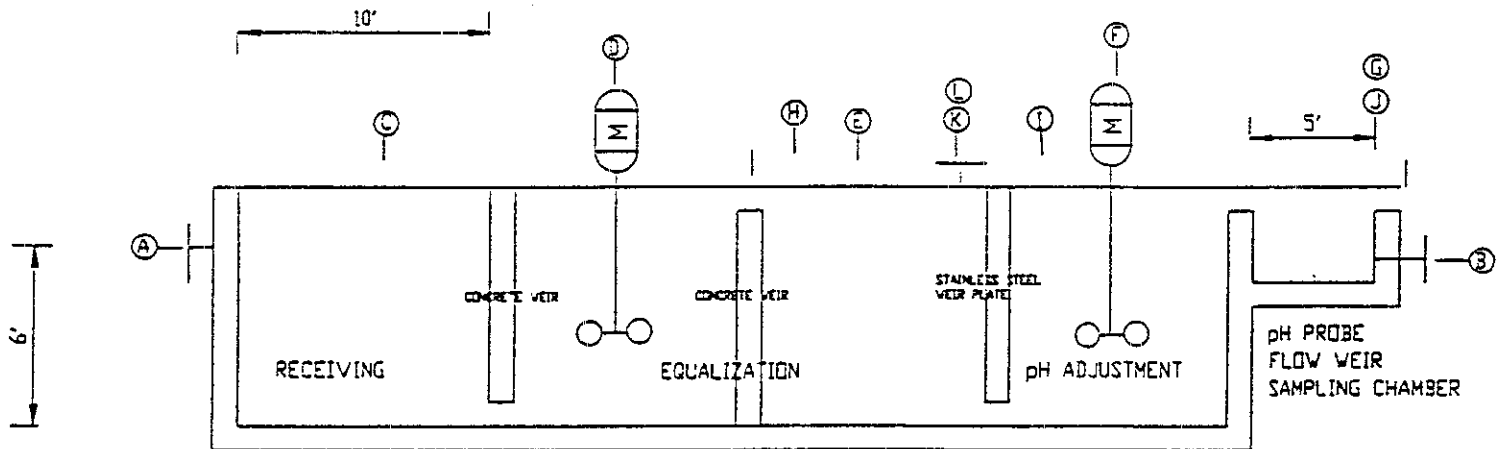 10'
D
F
G
L
C
H
E
K
I
J
5'
M
M
A
B
6'
CONCRETE WEIR
CONCRETE WEIR
STAINLESS STEEL
WEIR PLATE
RECEIVING
EQUALIZATION
pH ADJUSTMENT
pH PROBE
FLOW WEIR
SAMPLING CHAMBER